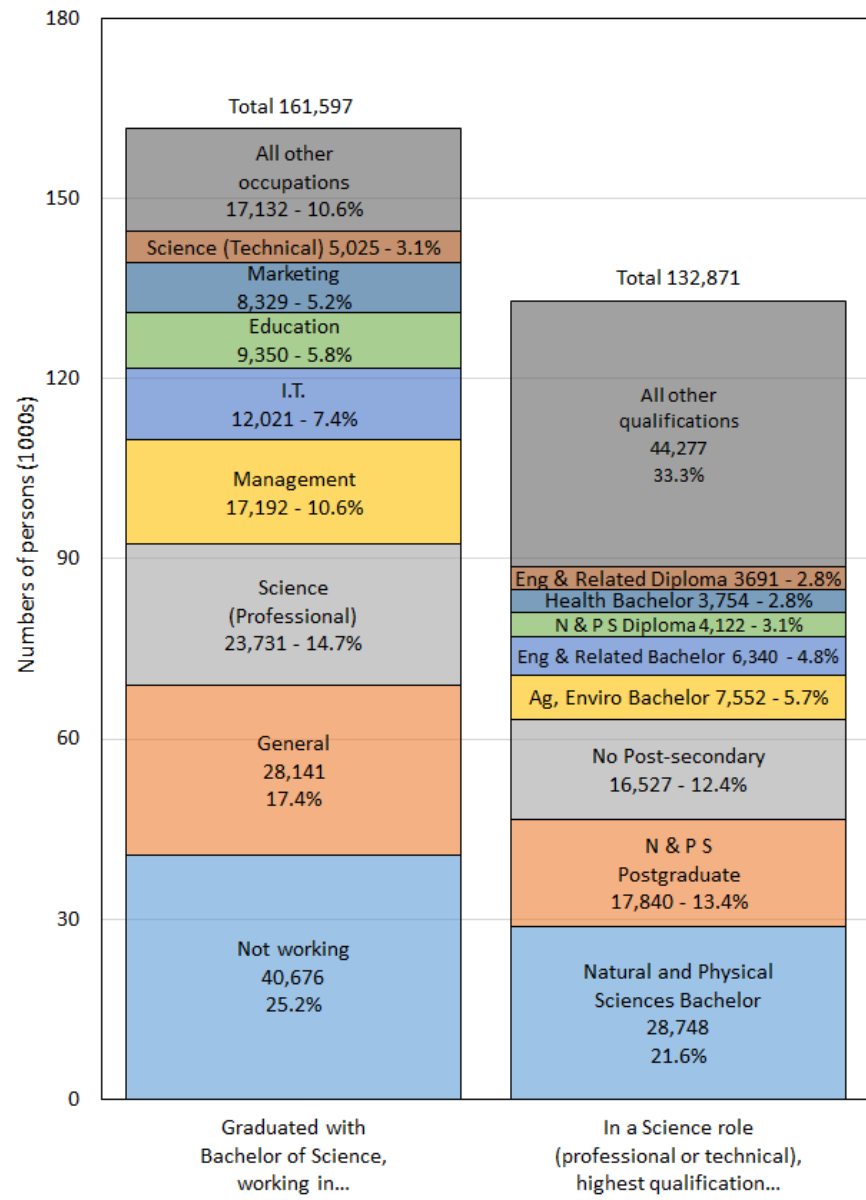 180
150
120
90
60
30
0
Numbers of persons (1000s)
Total 161,597
All other
occupations
17,132 - 10.6%
Science (Technical) 5,025 - 3.1%
Marketing
8,329 - 5.2%
Education
9,350 - 5.8%
I.T.
12,021 - 7.4%
Management
17,192 - 10.6%
Science
(Professional)
23,731 - 14.7%
General
28,141
17.4%
Not working
40,676
25.2%
Graduated with
Bachelor of Science,
working in...
Total 132,871
All other
qualifications
44,277
33.3%
Eng & Related Diploma 3691 - 2.8%
Health Bachelor 3,754 - 2.8%
N & P S Diploma 4,122 - 3.1%
Eng & Related Bachelor 6,340 - 4.8%
Ag, Enviro Bachelor 7,552 - 5.7%
No Post-secondary
16,527 - 12.4%
N & P S
Postgraduate
17,840 - 13.4%
Natural and Physical
Sciences Bachelor
28,748
21.6%
In a Science role
(professional or technical),
highest qualification...